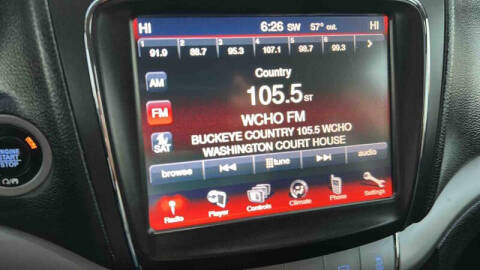 HI 6:26 SW 57° out. HI
1 2 3 4 5 6
91.9 88.7 95.3 107.1 98.7 99.3
Country
AM
105.5 ST
FM
WCHO FM
BUCKEYE COUNTRY 105.5 WCHO
SAT
WASHINGTON COURT HOUSE
browse tune audio
Radio Player Controls Climate Phone Settings
ENGINE
START
STOP